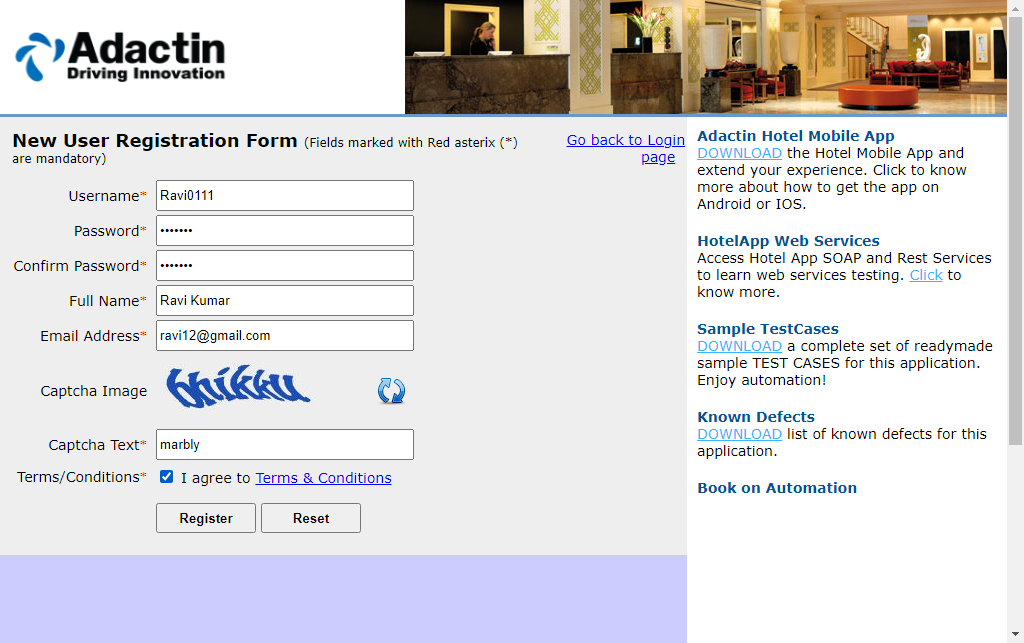 Adactin
Driving Innovation
New User Registration Form (Fields marked with Red asterix (*) are mandatory)
Go back to Login page
Username* Ravi0111
Password* •••••••
Confirm Password* •••••••
Full Name* Ravi Kumar
Email Address* ravi12@gmail.com
Captcha Image bhikku
Captcha Text* marbly
Terms/Conditions* I agree to Terms & Conditions
Register Reset
Adactin Hotel Mobile App
DOWNLOAD the Hotel Mobile App and
extend your experience. Click to know
more about how to get the app on
Android or IOS.
HotelApp Web Services
Access Hotel App SOAP and Rest Services
to learn web services testing. Click to
know more.
Sample TestCases
DOWNLOAD a complete set of readymade
sample TEST CASES for this application.
Enjoy automation!
Known Defects
DOWNLOAD list of known defects for this
application.
Book on Automation